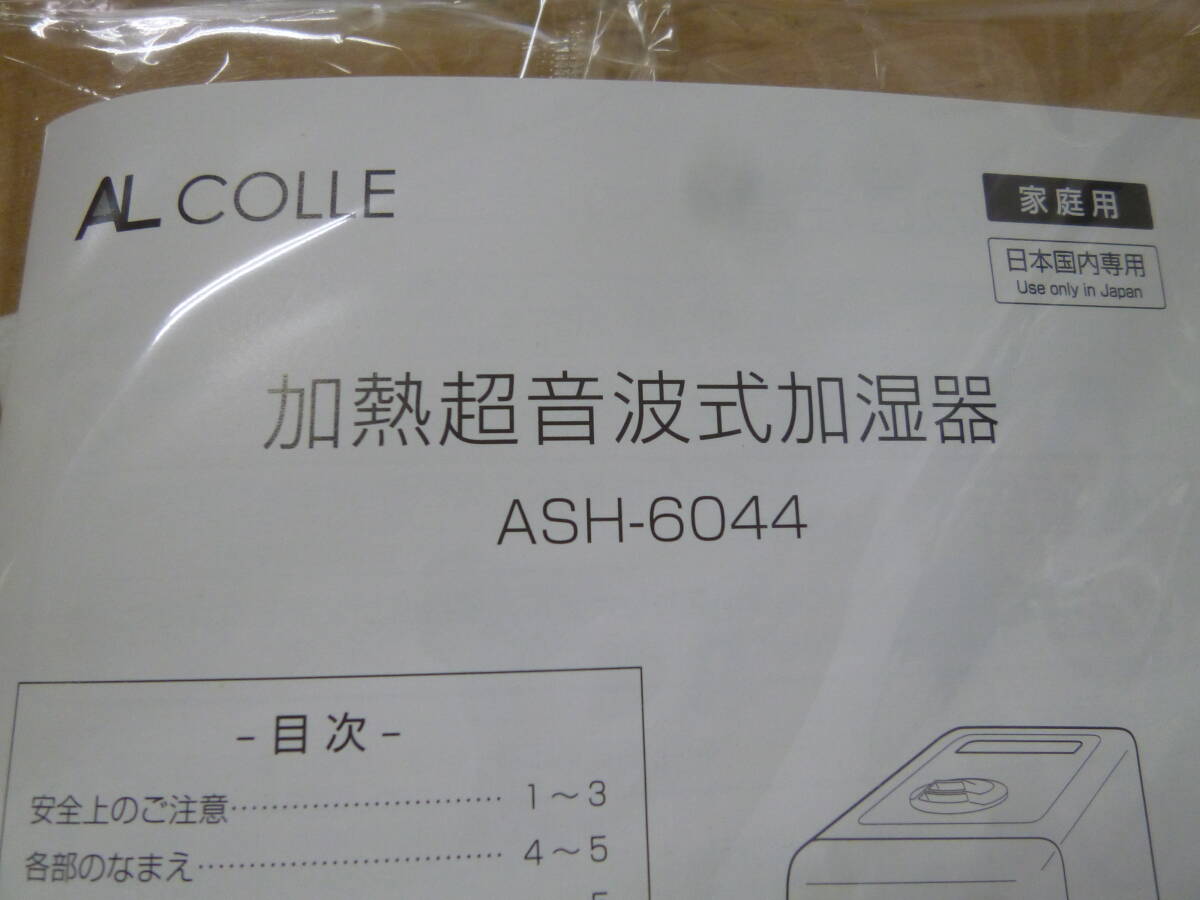 AL COLLE
家庭用
日本国内専用
Use only in Japan
加熱超音波式加湿器
ASH-6044
-目次-
安全上のご注意………………………… 1～3
各部のなまえ…………………………… 4～5